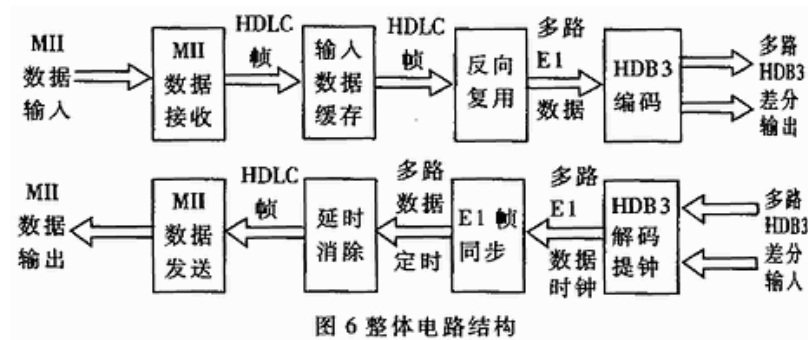 MII
数据
输入
MII
数据
接收
HDLC
帧
输入
数据
缓存
HDLC
帧
反向
复用
多路
E1
数据
HDB3
编码
多路
HDB3
差分
输出
MII
数据
输出
MII
数据
发送
HDLC
帧
延时
消除
多路
数据
定时
E1帧
同步
多路
E1
数据
时钟
HDB3
解码
提钟
多路
HDB3
差分
输入
图6整体电路结构